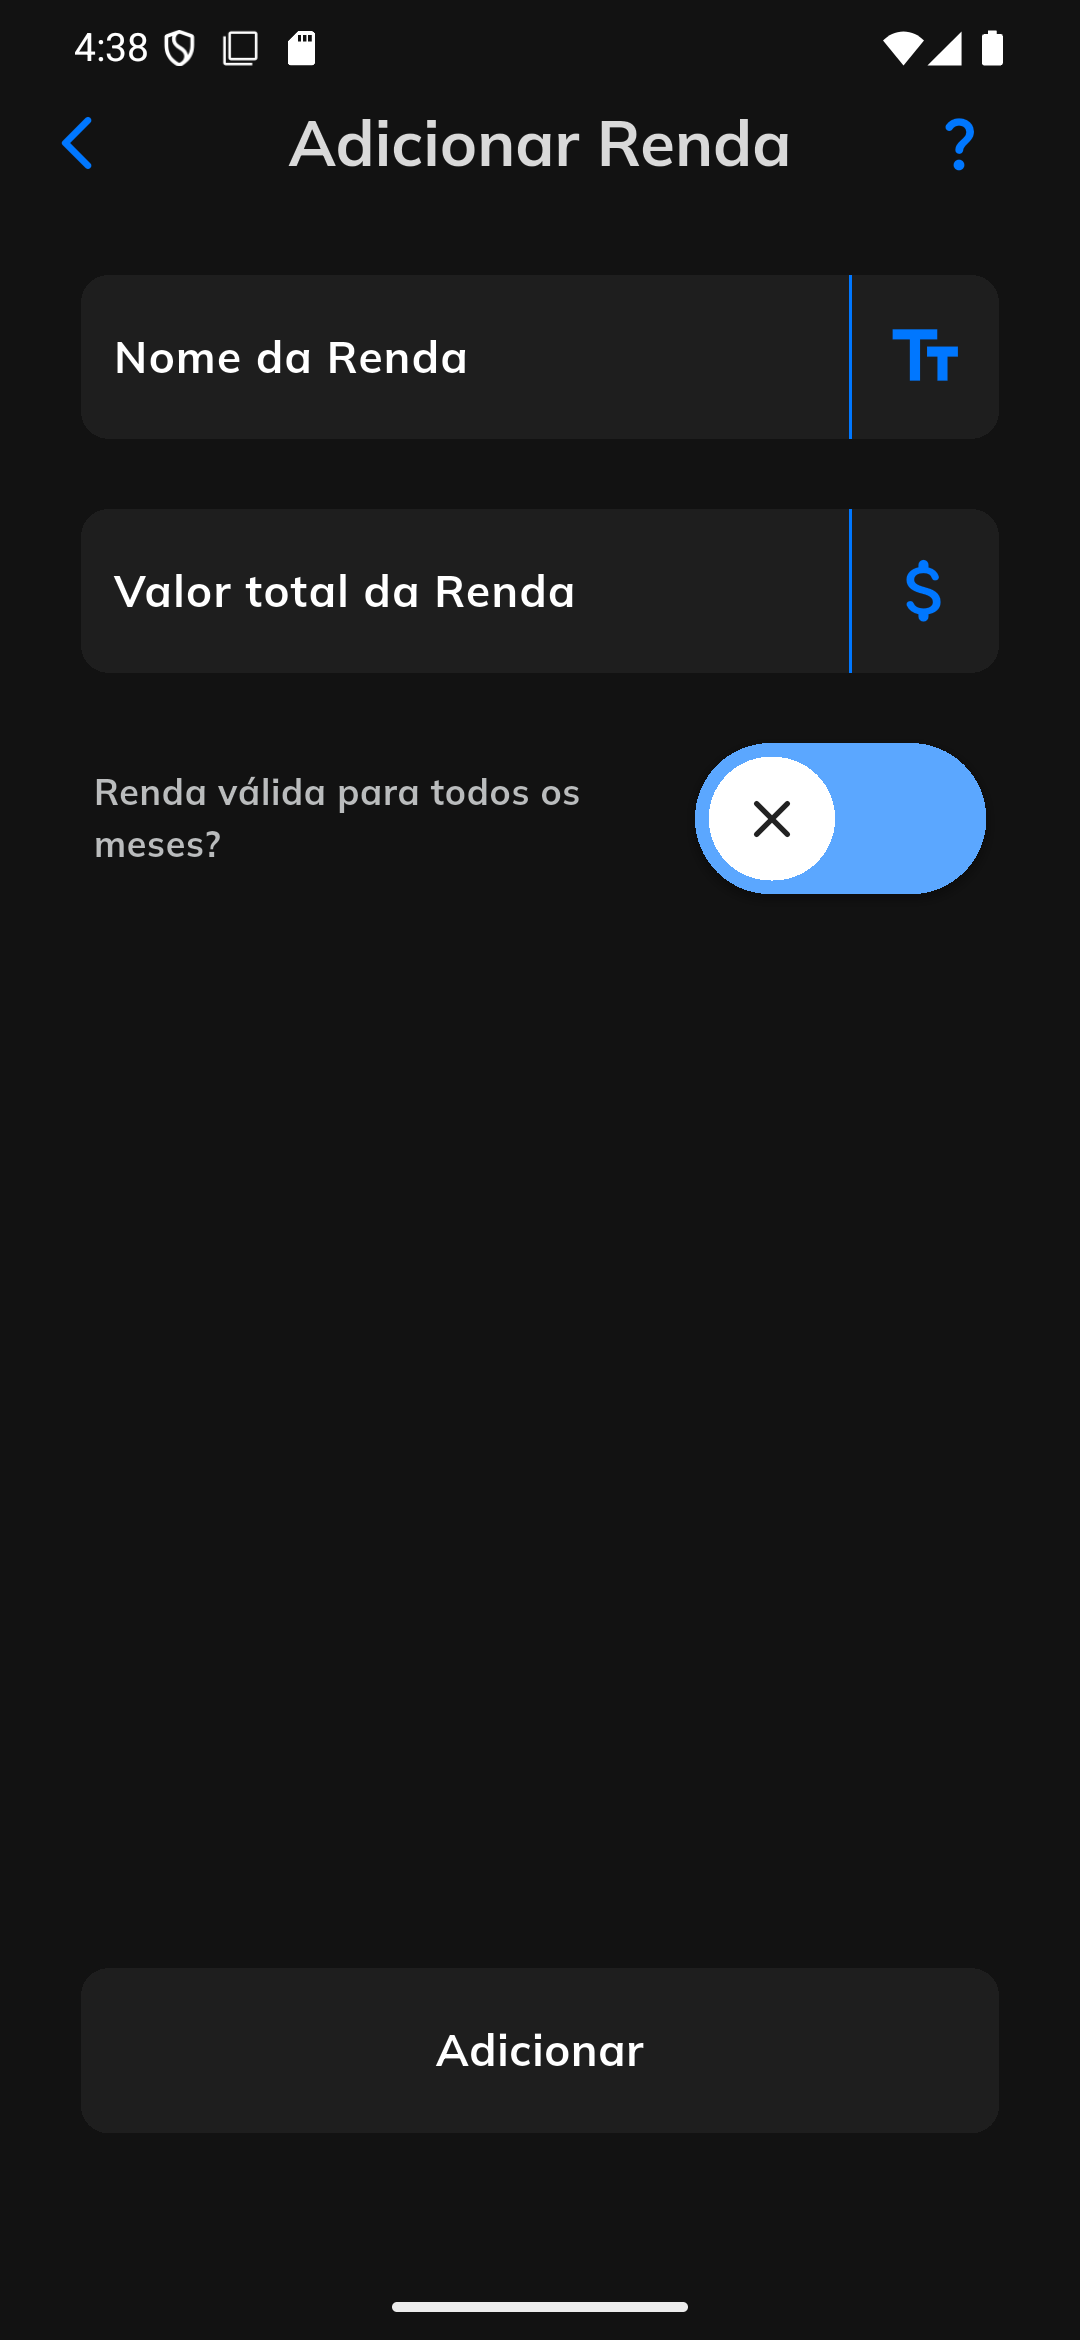 4:38
Adicionar Renda
Nome da Renda
Valor total da Renda
Renda válida para todos os
meses?
Adicionar